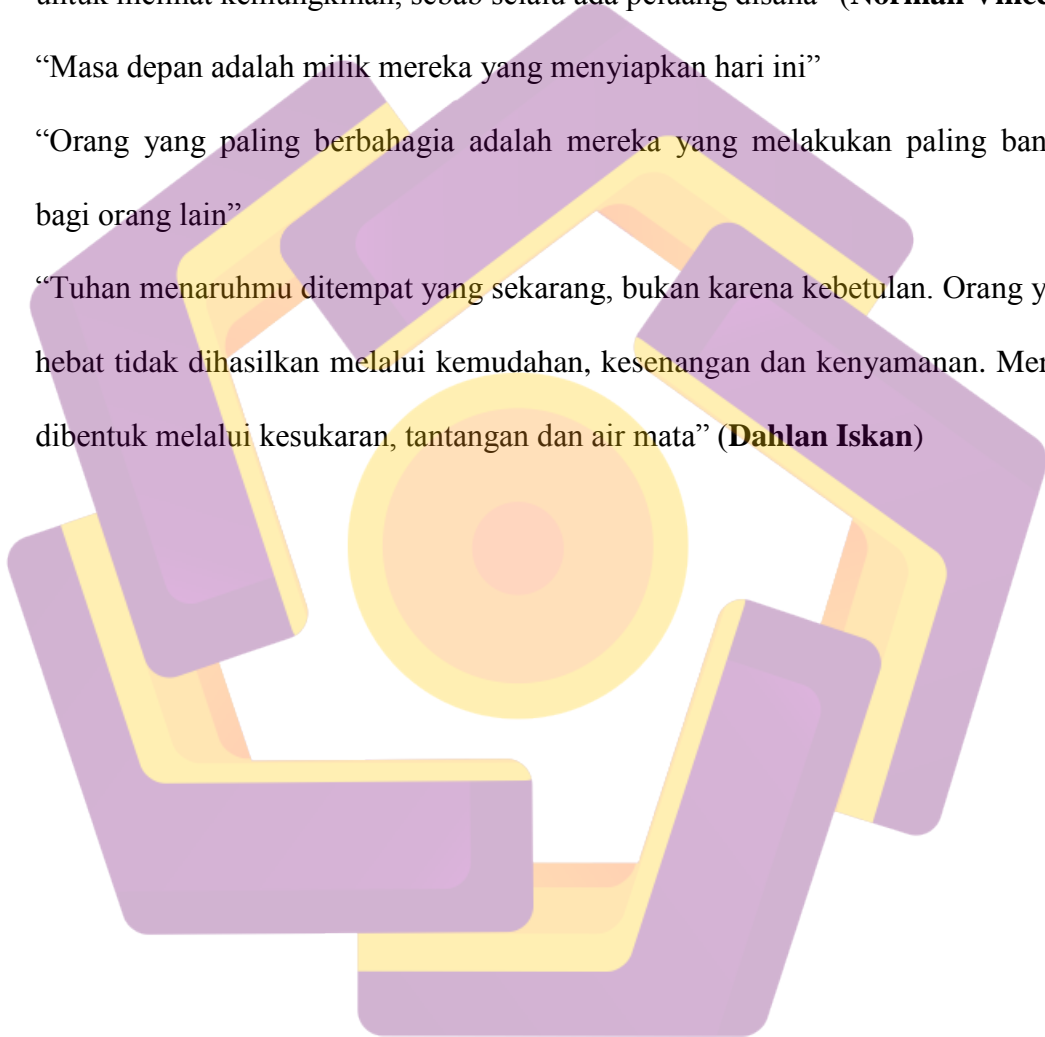 untuk melihat kemungkinan, sebab selalu ada peluang disana” (Norman Vince
“Masa depan adalah milik mereka yang menyiapkan hari ini”
“Orang yang paling berbahagia adalah mereka yang melakukan paling ban
bagi orang lain”
“Tuhan menaruhmu ditempat yang sekarang, bukan karena kebetulan. Orang y
hebat tidak dihasilkan melalui kemudahan, kesenangan dan kenyamanan. Mer
dibentuk melalui kesukaran, tantangan dan air mata” (Dahlan Iskan)